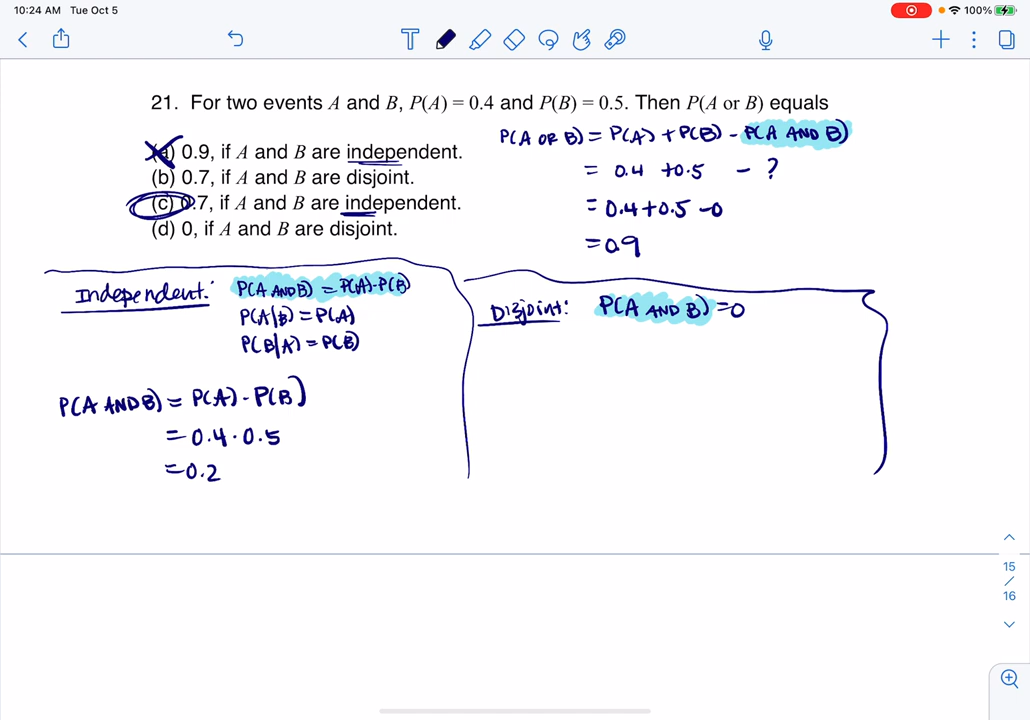 10:24 AM Tue Oct 5
100%
21. For two events A and B, P(A) = 0.4 and P(B) = 0.5. Then P(A or B) equals
(a) 0.9, if A and B are independent.
(b) 0.7, if A and B are disjoint.
(c) 0.7, if A and B are independent.
(d) 0, if A and B are disjoint.
P(A OR B) = P(A) + P(B) - P(A AND B)
= 0.4 + 0.5 - ?
= 0.4 + 0.5 - 0
= 0.9
Independent:
P(A AND B) = P(A)·P(B)
P(A|B) = P(A)
P(B|A) = P(B)
P(A AND B) = P(A) · P(B)
= 0.4 · 0.5
= 0.2
Disjoint: P(A AND B) = 0
15
/
16